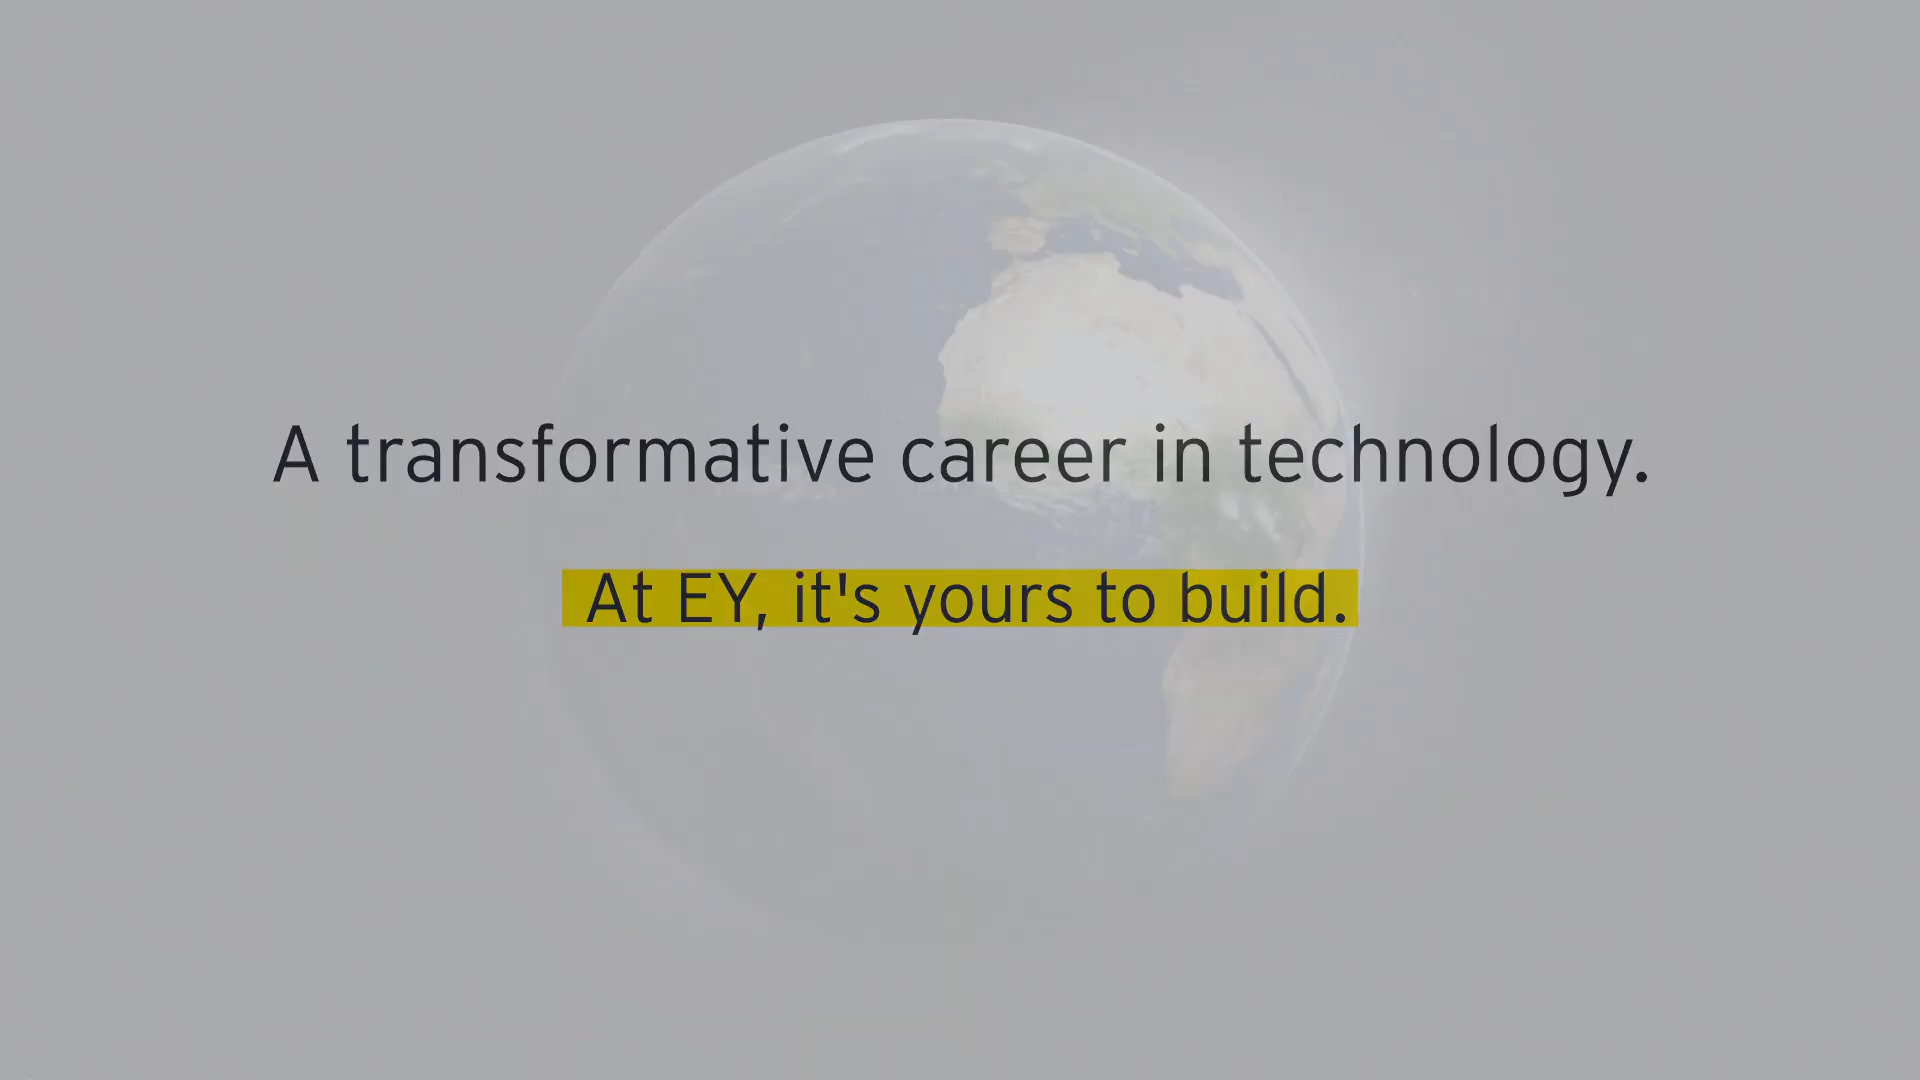 A transformative career in technology.
At EY, it's yours to build.